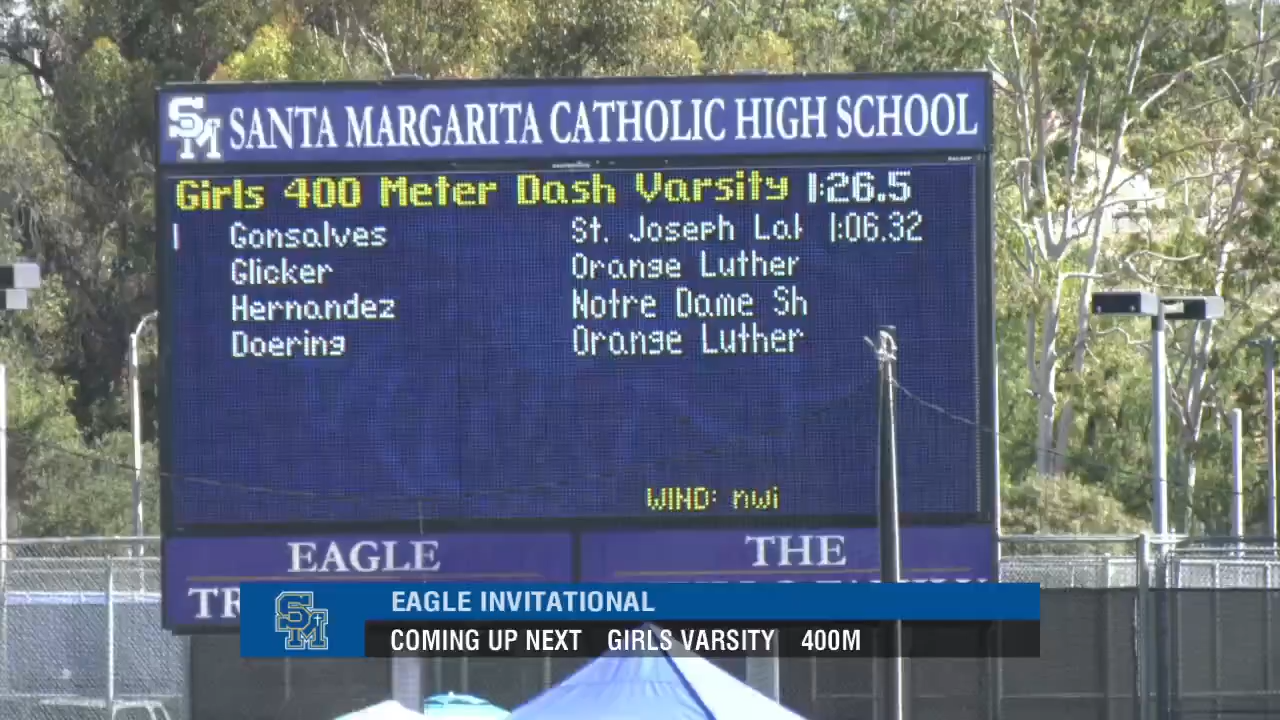 SM SANTA MARGARITA CATHOLIC HIGH SCHOOL
Girls 400 Meter Dash Varsity 1:26.5
1 Gonsalves St. Joseph Lak 1:06.32
Glicker Orange Luther
Hernandez Notre Dame Sh
Doering Orange Luther
WIND: nwi
EAGLE THE
SM EAGLE INVITATIONAL
COMING UP NEXT GIRLS VARSITY 400M